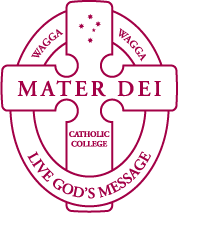 WAGGA WAGGA
MATER DEI
CATHOLIC
COLLEGE
LIVE GOD'S MESSAGE